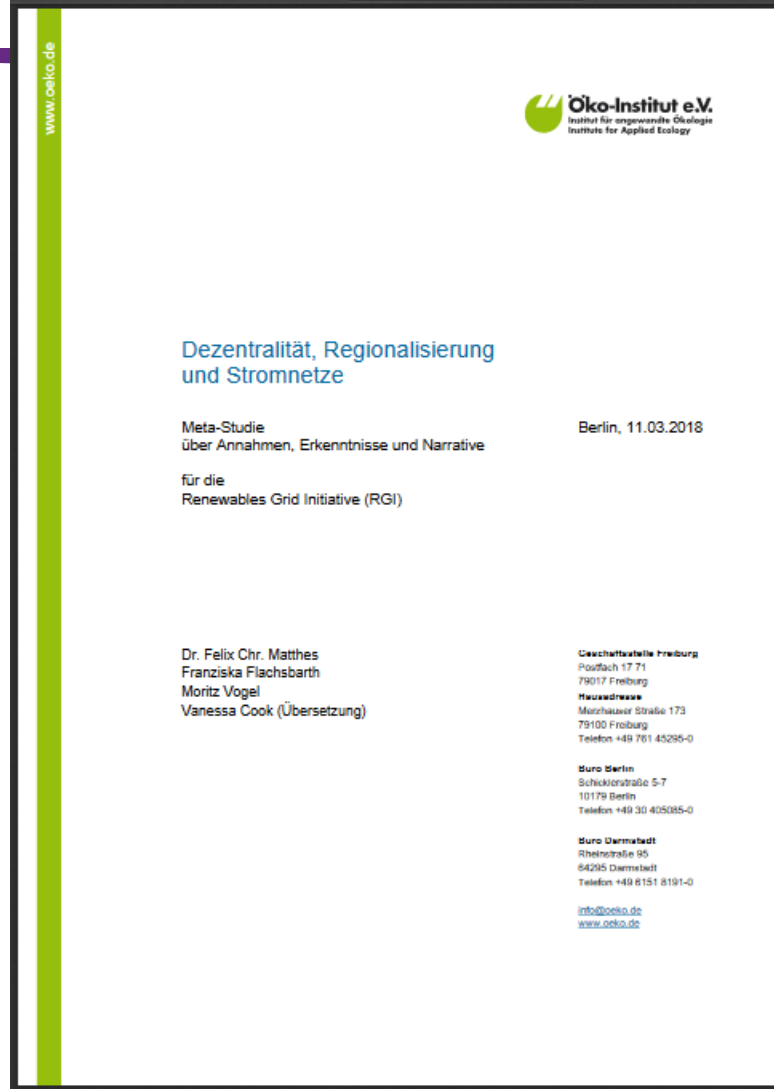 www.oeko.de
Öko-Institut e.V.
Institut für angewandte Ökologie
Institute for Applied Ecology
Dezentralität, Regionalisierung
und Stromnetze
Meta-Studie
über Annahmen, Erkenntnisse und Narrative
Berlin, 11.03.2018
für die
Renewables Grid Initiative (RGI)
Dr. Felix Chr. Matthes
Franziska Flachsbarth
Moritz Vogel
Vanessa Cook (Übersetzung)
Geschäftsstelle Freiburg
Postfach 17 71
79017 Freiburg
Hausadresse
Merzhauser Straße 173
79100 Freiburg
Telefon +49 761 45295-0
Büro Berlin
Schicklerstraße 5-7
10179 Berlin
Telefon +49 30 405085-0
Büro Darmstadt
Rheinstraße 95
64295 Darmstadt
Telefon +49 6151 8191-0
info@oeko.de
www.oeko.de